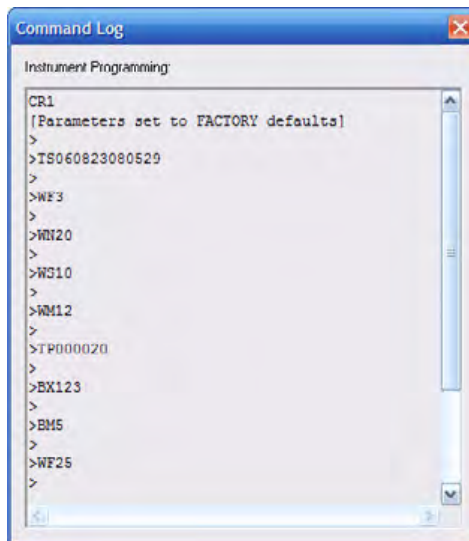 Command Log
Instrument Programming:
CR1
[Parameters set to FACTORY defaults]
>
>TS060823080529
>
>WF3
>
>WN20
>
>WS10
>
>WM12
>
>TP000020
>
>BX123
>
>BM5
>
>WF25
>